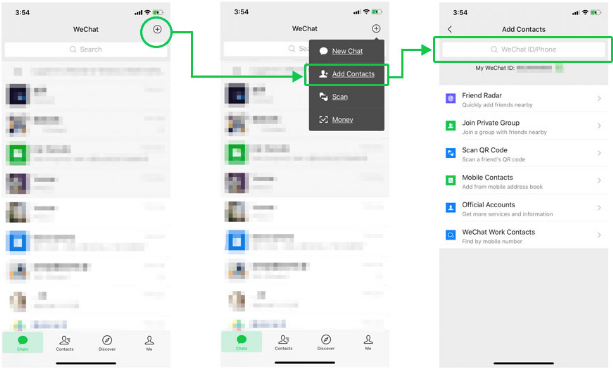 3:54
WeChat
Search
Chats
Contacts
Discover
Me
3:54
WeChat
New Chat
Add Contacts
Scan
Money
Chats
Contacts
Discover
Me
3:54
Add Contacts
WeChat ID/Phone
My WeChat ID:
Friend Radar
Quickly add friends nearby
Join Private Group
Join a group with friends nearby
Scan QR Code
Scan a friend's QR code
Mobile Contacts
Add from mobile address book
Official Accounts
Get more services and information
WeChat Work Contacts
Find by mobile number